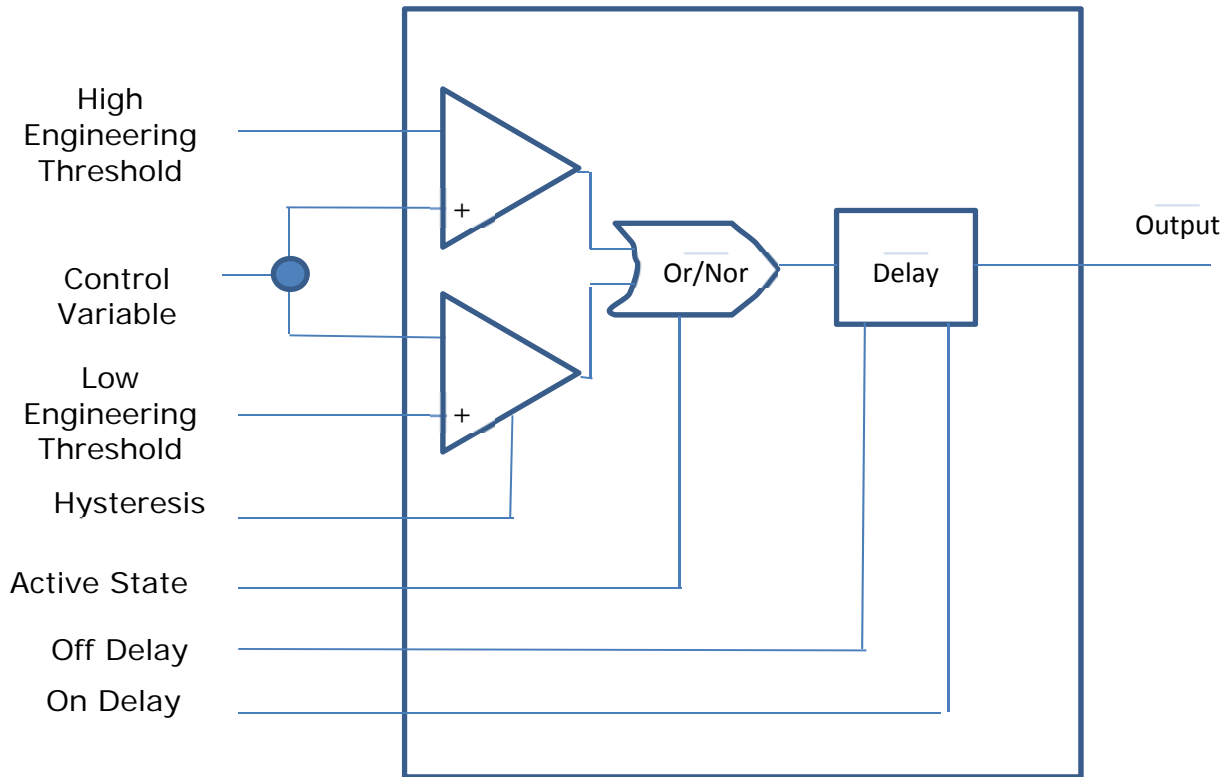 High
Engineering
Threshold
+
Control
Variable
Low
Engineering
Threshold
+
Hysteresis
Active State
Off Delay
On Delay
Or/Nor
Delay
Output